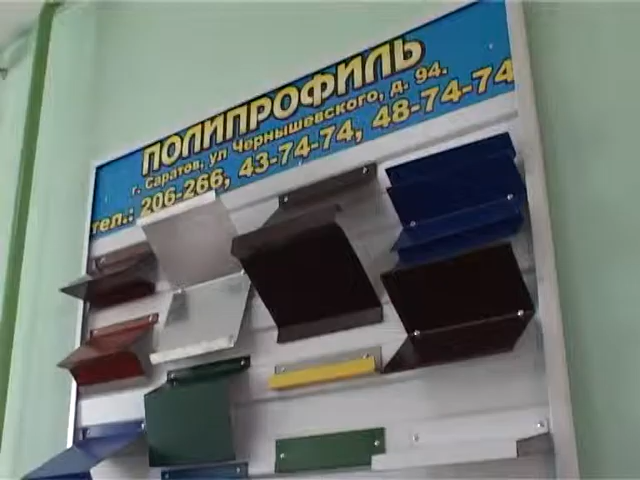 ПОЛИПРОФИЛЬ
г. Саратов, ул Чернышевского, д. 94.
тел.: 206-266, 43-74-74, 48-74-74